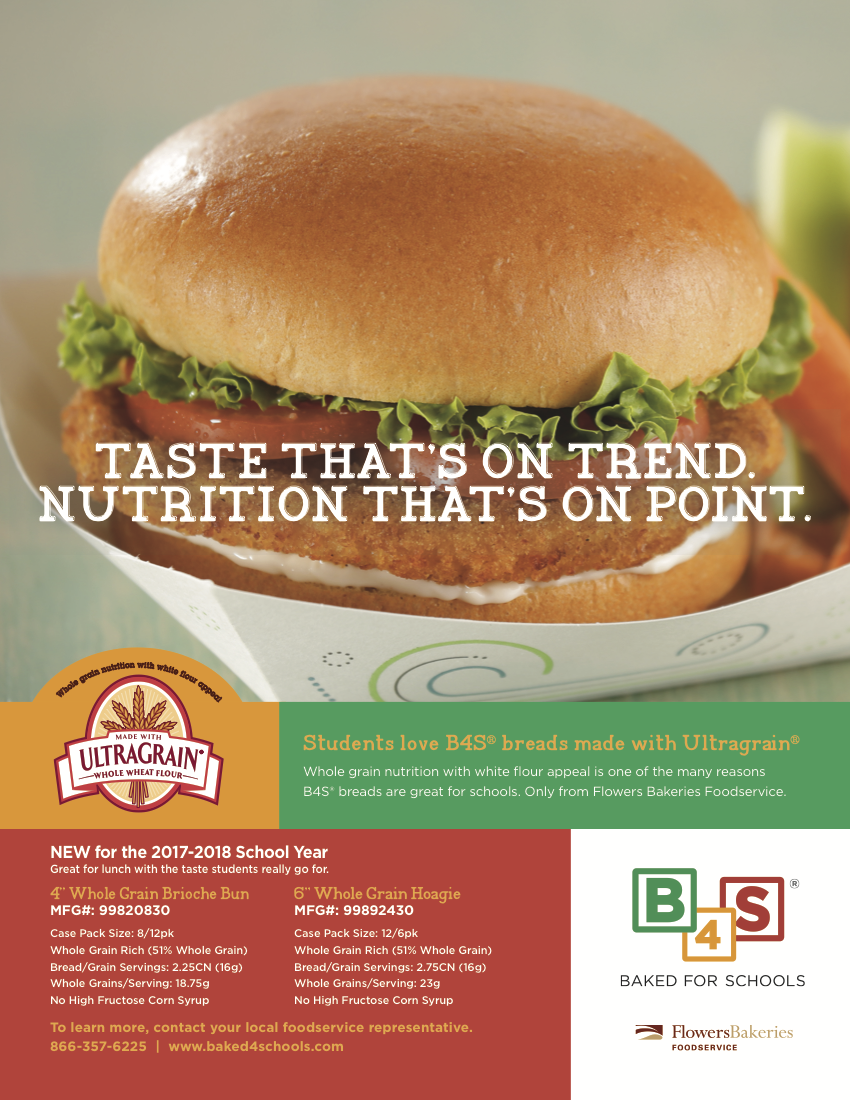 TASTE THAT'S ON TREND.
NUTRITION THAT'S ON POINT.
Whole grain nutrition with white flour appeal
MADE WITH
ULTRAGRAIN®
WHOLE WHEAT FLOUR
Students love B4S® breads made with Ultragrain®
Whole grain nutrition with white flour appeal is one of the many reasons
B4S® breads are great for schools. Only from Flowers Bakeries Foodservice.
NEW for the 2017-2018 School Year
Great for lunch with the taste students really go for.
4" Whole Grain Brioche Bun
MFG#: 99820830
Case Pack Size: 8/12pk
Whole Grain Rich (51% Whole Grain)
Bread/Grain Servings: 2.25CN (16g)
Whole Grains/Serving: 18.75g
No High Fructose Corn Syrup
6" Whole Grain Hoagie
MFG#: 99892430
Case Pack Size: 12/6pk
Whole Grain Rich (51% Whole Grain)
Bread/Grain Servings: 2.75CN (16g)
Whole Grains/Serving: 23g
No High Fructose Corn Syrup
To learn more, contact your local foodservice representative.
866-357-6225 | www.baked4schools.com
B4S®
BAKED FOR SCHOOLS
FlowersBakeries
FOODSERVICE